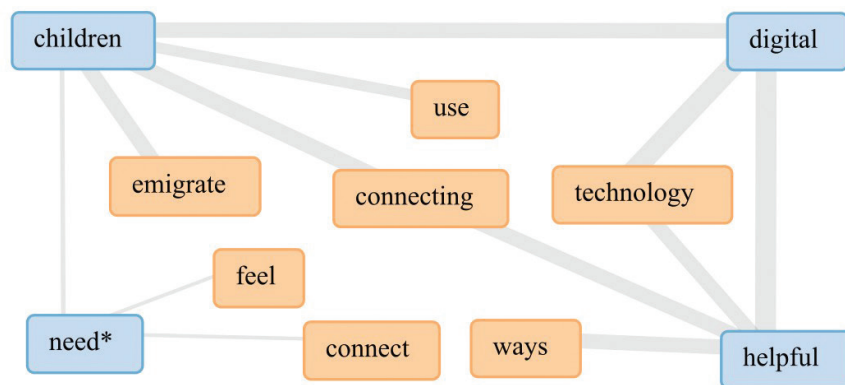 children
digital
use
emigrate
connecting
technology
feel
need*
connect
ways
helpful